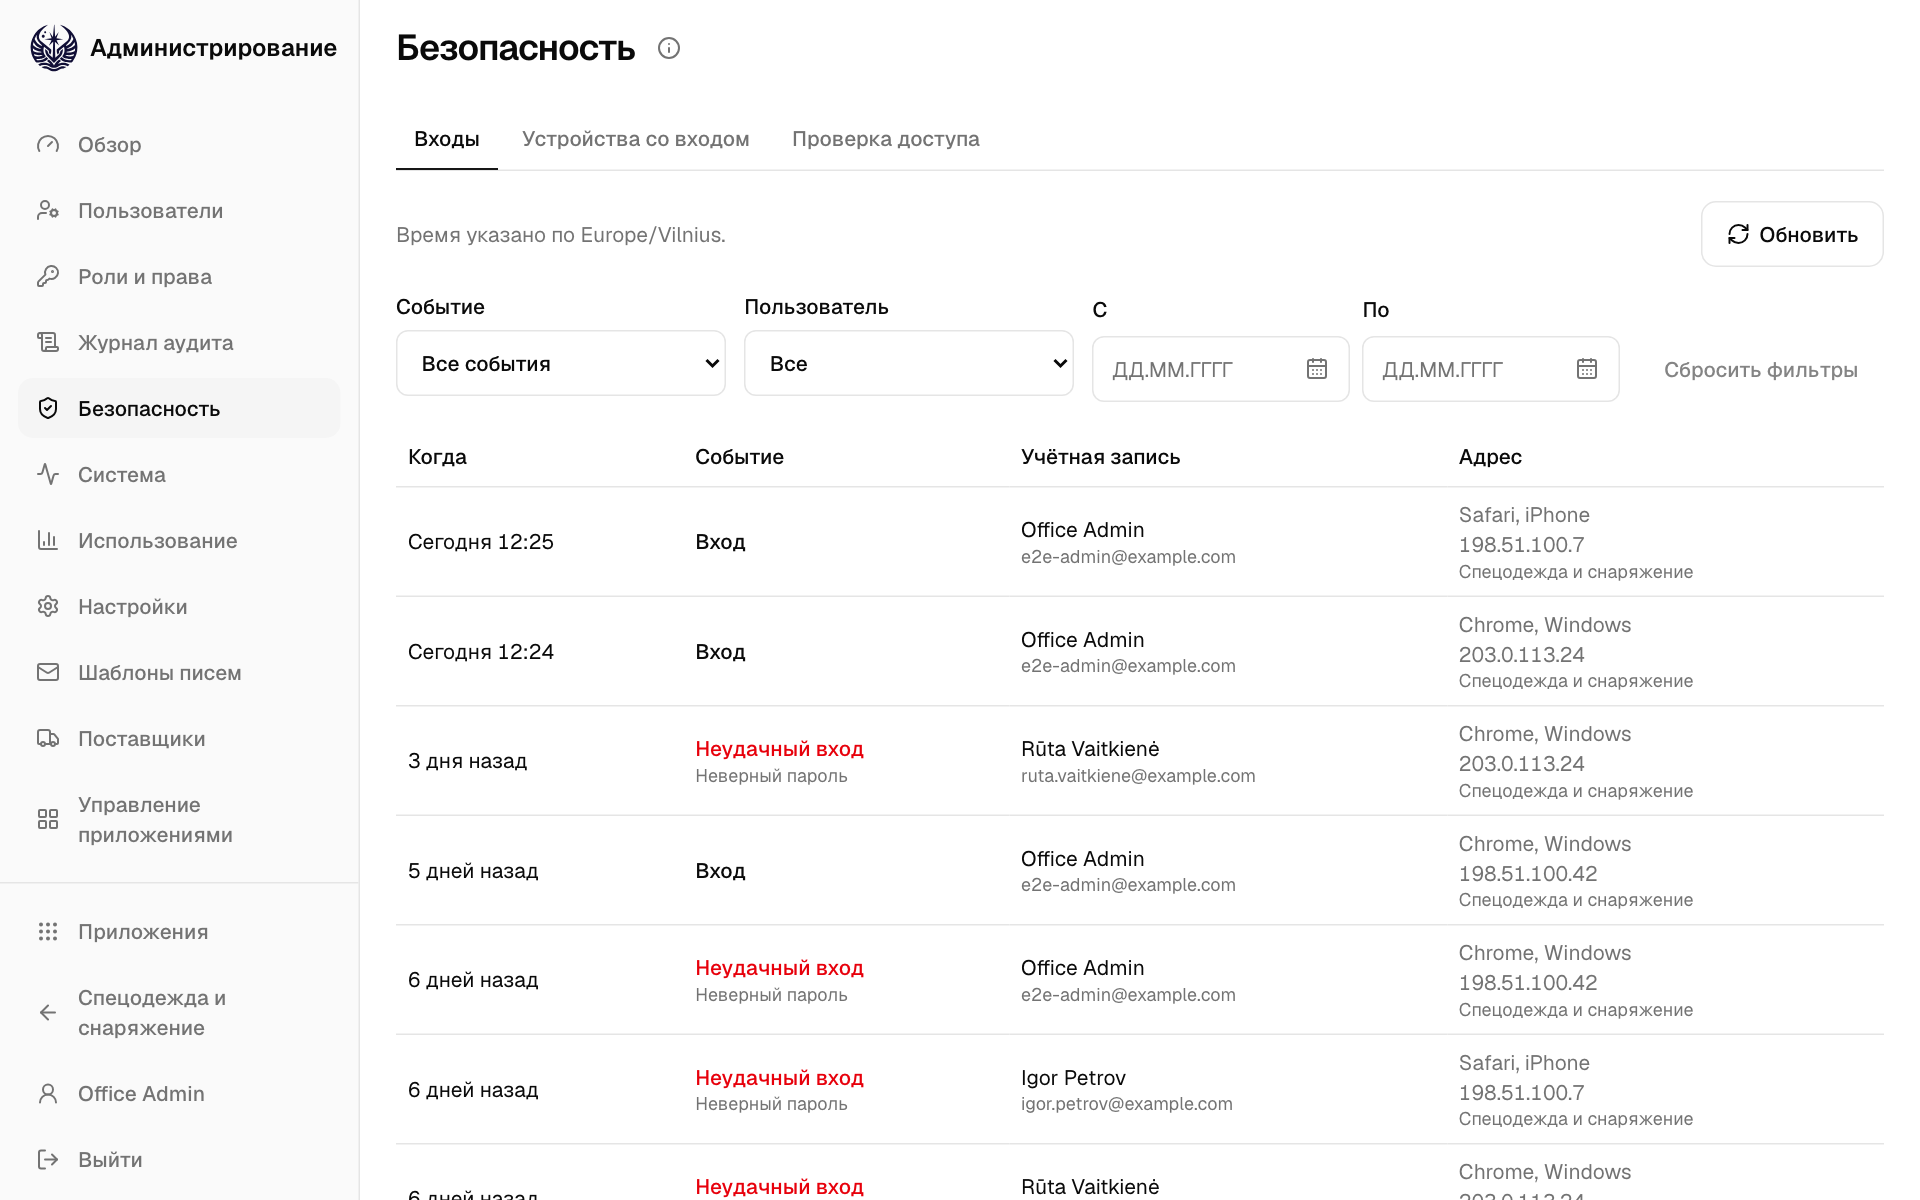 Администрирование
Обзор
Пользователи
Роли и права
Журнал аудита
Безопасность
Система
Использование
Настройки
Шаблоны писем
Поставщики
Управление
приложениями
Приложения
Спецодежда и
снаряжение
Office Admin
Выйти
Безопасность
Входы Устройства со входом Проверка доступа
Время указано по Europe/Vilnius.
Обновить
Событие Пользователь С По
Все события Все ДД.ММ.ГГГГ ДД.ММ.ГГГГ Сбросить фильтры
Когда Событие Учётная запись Адрес
Сегодня 12:25 Вход Office Admin
e2e-admin@example.com
Safari, iPhone
198.51.100.7
Спецодежда и снаряжение
Сегодня 12:24 Вход Office Admin
e2e-admin@example.com
Chrome, Windows
203.0.113.24
Спецодежда и снаряжение
3 дня назад Неудачный вход
Неверный пароль
Rūta Vaitkienė
ruta.vaitkiene@example.com
Chrome, Windows
203.0.113.24
Спецодежда и снаряжение
5 дней назад Вход Office Admin
e2e-admin@example.com
Chrome, Windows
198.51.100.42
Спецодежда и снаряжение
6 дней назад Неудачный вход
Неверный пароль
Office Admin
e2e-admin@example.com
Chrome, Windows
198.51.100.42
Спецодежда и снаряжение
6 дней назад Неудачный вход
Неверный пароль
Igor Petrov
igor.petrov@example.com
Safari, iPhone
198.51.100.7
Спецодежда и снаряжение
6 дней назад Неудачный вход
Rūta Vaitkienė
Chrome, Windows
203.0.113.24